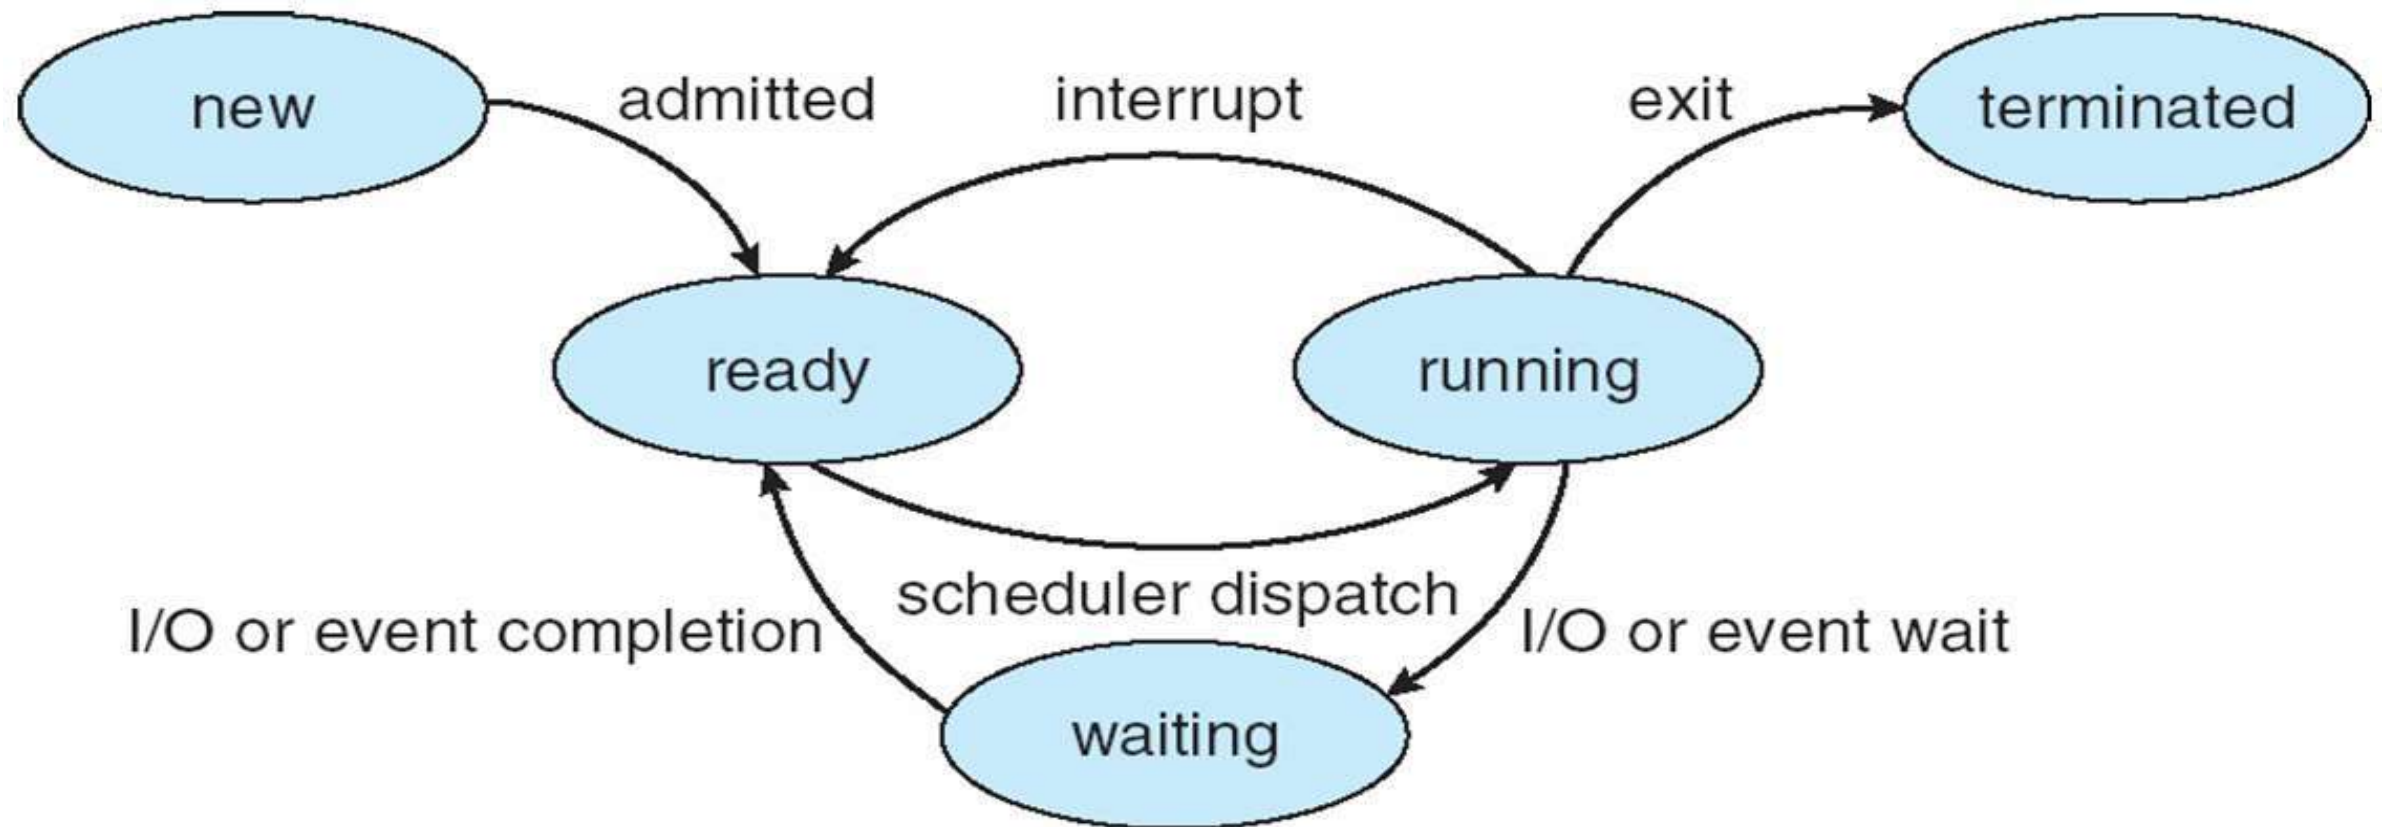 new
admitted
interrupt
exit
terminated
ready
running
scheduler dispatch
I/O or event completion
I/O or event wait
waiting